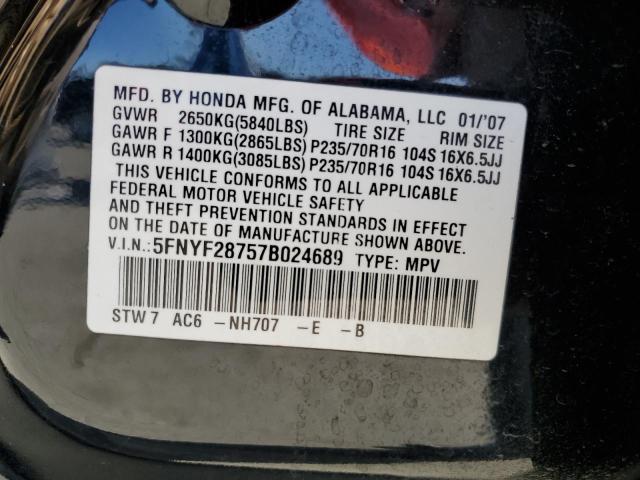 MFD. BY HONDA MFG. OF ALABAMA, LLC 01/'07
GVWR 2650KG(5840LBS) TIRE SIZE RIM SIZE
GAWR F 1300KG(2865LBS) P235/70R16 104S 16X6.5JJ
GAWR R 1400KG(3085LBS) P235/70R16 104S 16X6.5JJ
THIS VEHICLE CONFORMS TO ALL APPLICABLE
FEDERAL MOTOR VEHICLE SAFETY
AND THEFT PREVENTION STANDARDS IN EFFECT
ON THE DATE OF MANUFACTURE SHOWN ABOVE.
V.I.N.: 5FNYF28757B024689 TYPE: MPV
STW7 AC6 -NH707 -E -B